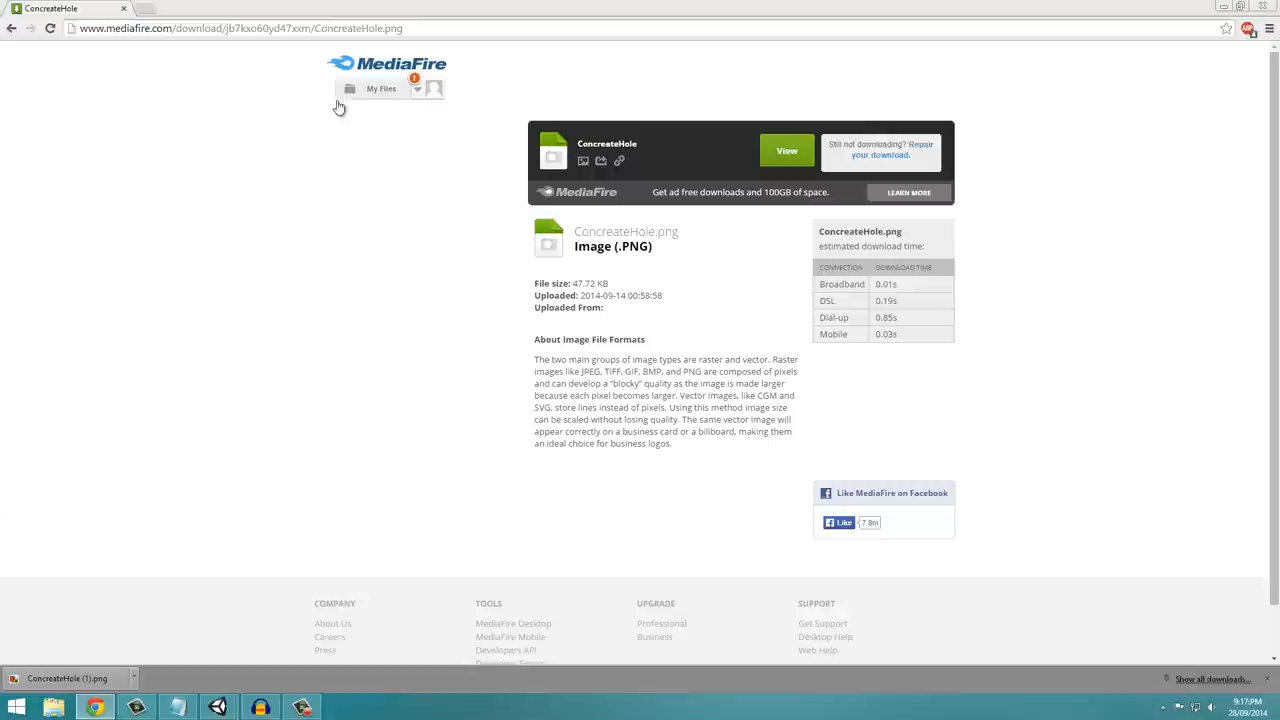 ConcreateHole
www.mediafire.com/download/jb7kxo60yd47xxm/ConcreateHole.png
MediaFire
My Files
!
ConcreateHole
View
Still not downloading? Repair
your download.
MediaFire
Get ad free downloads and 100GB of space.
LEARN MORE
ConcreateHole.png
Image (.PNG)
File size: 47.72 KB
Uploaded: 2014-09-14 00:58:58
Uploaded From:
About Image File Formats
The two main groups of image types are raster and vector. Raster
images like JPEG, TIFF, GIF, BMP, and PNG are composed of pixels
and can develop a "blocky" quality as the image is made larger
because each pixel becomes larger. Vector images, like CGM and
SVG, store lines instead of pixels. Using this method image size
can be scaled without losing quality. The same vector image will
appear correctly on a business card or a billboard, making them
an ideal choice for business logos.
ConcreateHole.png
estimated download time:
CONNECTION DOWNLOAD TIME
Broadband 0.01s
DSL 0.19s
Dial-up 0.85s
Mobile 0.03s
Like MediaFire on Facebook
Like 7.8m
COMPANY
About Us
Careers
Press
TOOLS
MediaFire Desktop
MediaFire Mobile
Developers API
UPGRADE
Professional
Business
SUPPORT
Get Support
Desktop Help
Web Help
ConcreateHole (1).png
Show all downloads...
9:17PM
28/09/2014